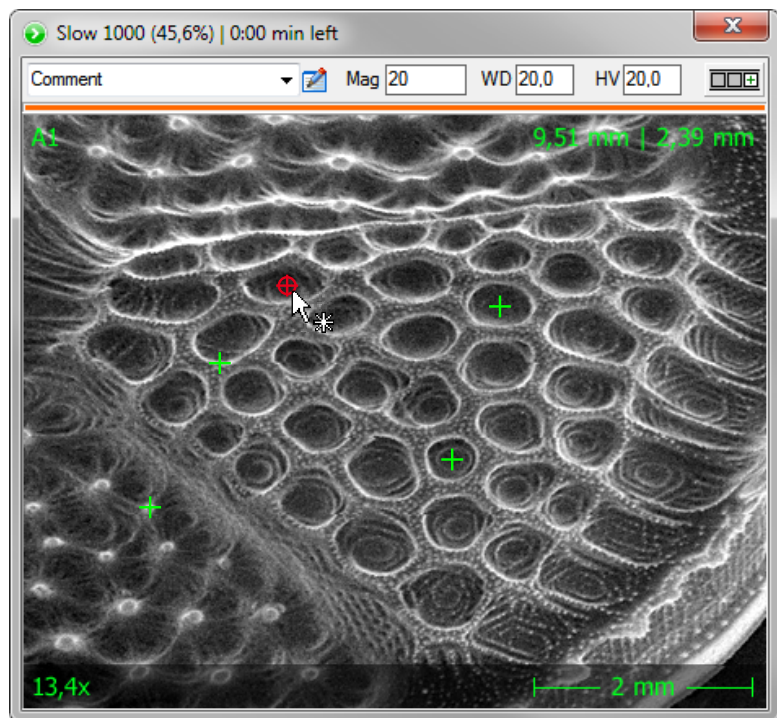 Slow 1000 (45,6%) | 0:00 min left
Comment Mag 20 WD 20,0 HV 20,0
A1 9,51 mm | 2,39 mm
13,4x 2 mm